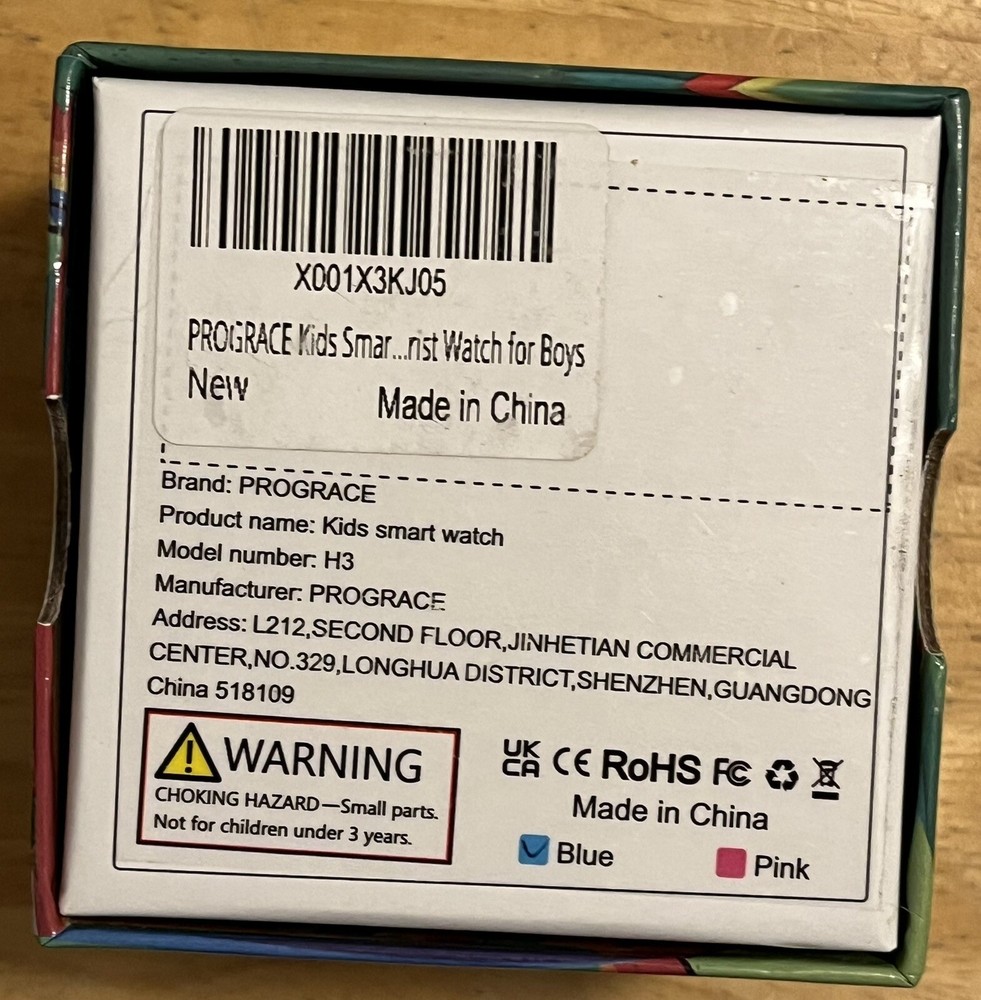 X001X3KJ05
PROGRACE Kids Smar...rist Watch for Boys
New
Made in China
Brand: PROGRACE
Product name: Kids smart watch
Model number: H3
Manufacturer: PROGRACE
Address: L212,SECOND FLOOR,JINHETIAN COMMERCIAL
CENTER,NO.329,LONGHUA DISTRICT,SHENZHEN,GUANGDONG
China 518109
WARNING
CHOKING HAZARD—Small parts.
Not for children under 3 years.
UK
CA CE RoHS FC
Made in China
Blue
Pink